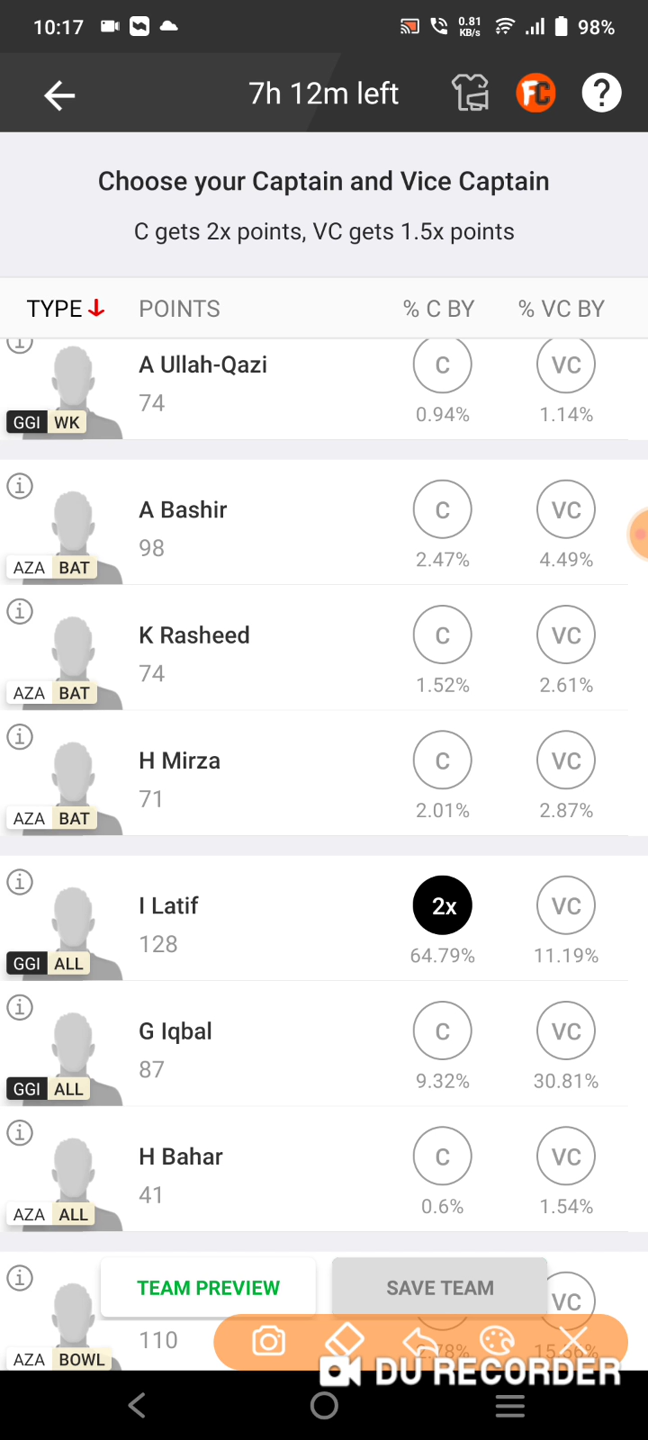 10:17
0.81
KB/s
98%
7h 12m left
FC
?
Choose your Captain and Vice Captain
C gets 2x points, VC gets 1.5x points
TYPE POINTS % C BY % VC BY
A Ullah-Qazi
74
C VC
0.94% 1.14%
GGI WK
A Bashir
98
C VC
2.47% 4.49%
AZA BAT
K Rasheed
74
C VC
1.52% 2.61%
AZA BAT
H Mirza
71
C VC
2.01% 2.87%
AZA BAT
I Latif
128
2x VC
64.79% 11.19%
GGI ALL
G Iqbal
87
C VC
9.32% 30.81%
GGI ALL
H Bahar
41
C VC
0.6% 1.54%
AZA ALL
TEAM PREVIEW
SAVE TEAM
VC
110
AZA BOWL
DU RECORDER